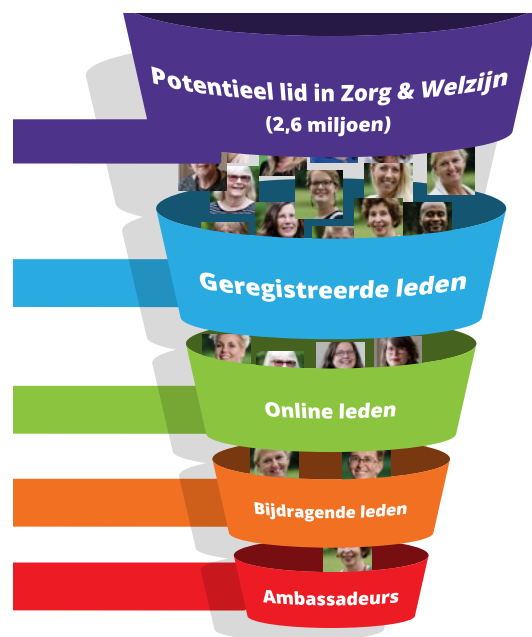 Potentieel lid in Zorg & Welzijn
(2,6 miljoen)
Geregistreerde leden
Online leden
Bijdragende leden
Ambassadeurs